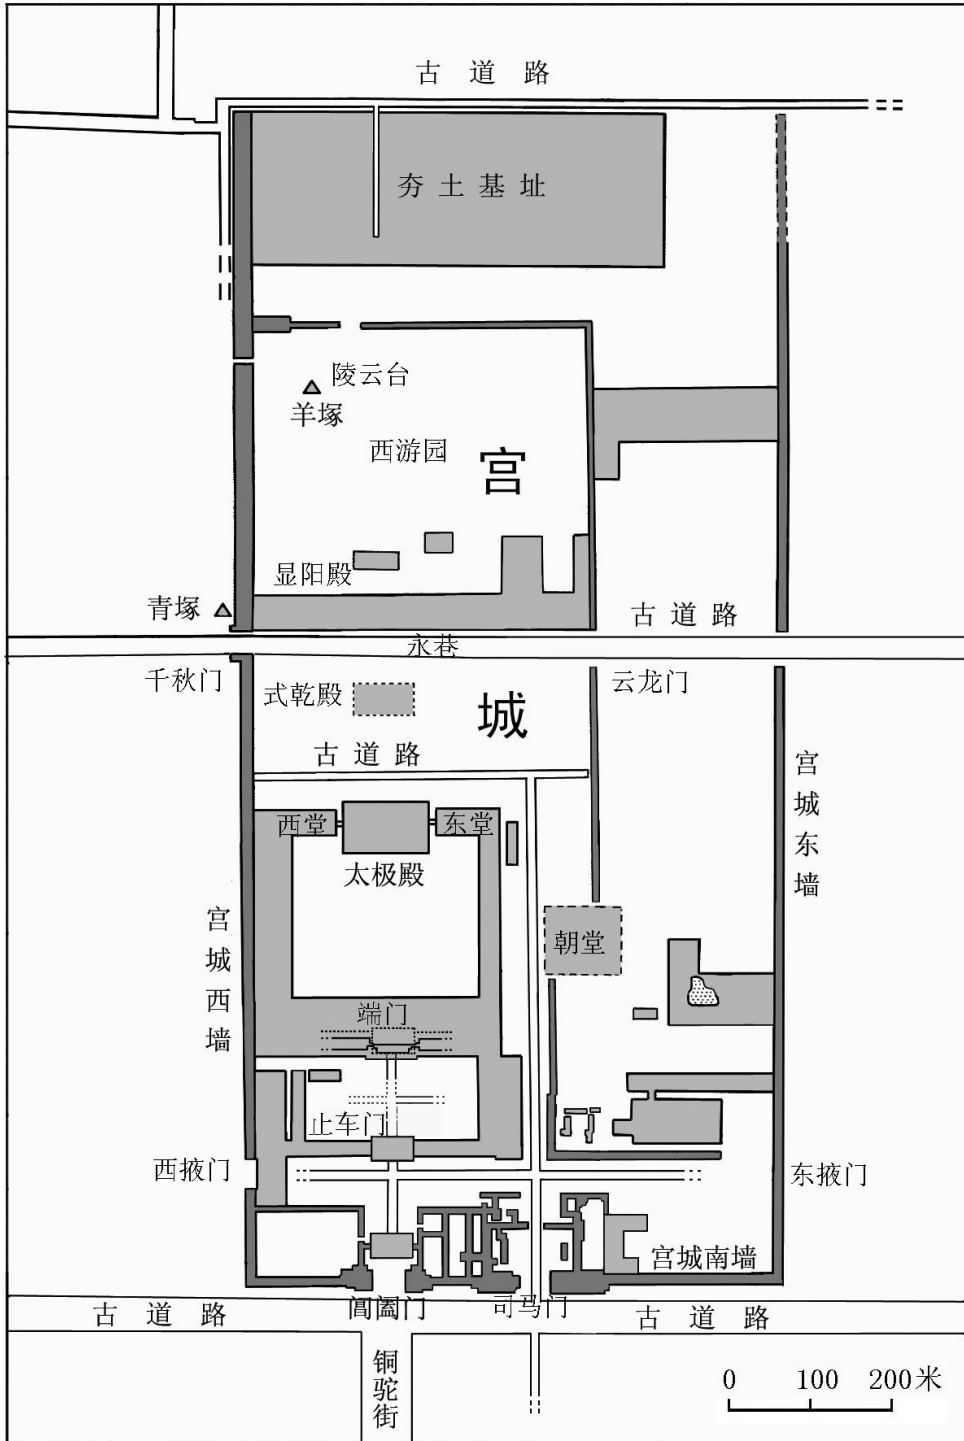 古道路
夯土基址
陵云台
羊塚
西游园
宫
显阳殿
青塚
古道路
永巷
千秋门
式乾殿
云龙门
城
古道路
宫城东墙
西堂
东堂
太极殿
宫城西墙
朝堂
端门
止车门
西掖门
东掖门
宫城南墙
阊阖门
司马门
古道路
古道路
铜驼街
0 100 200米